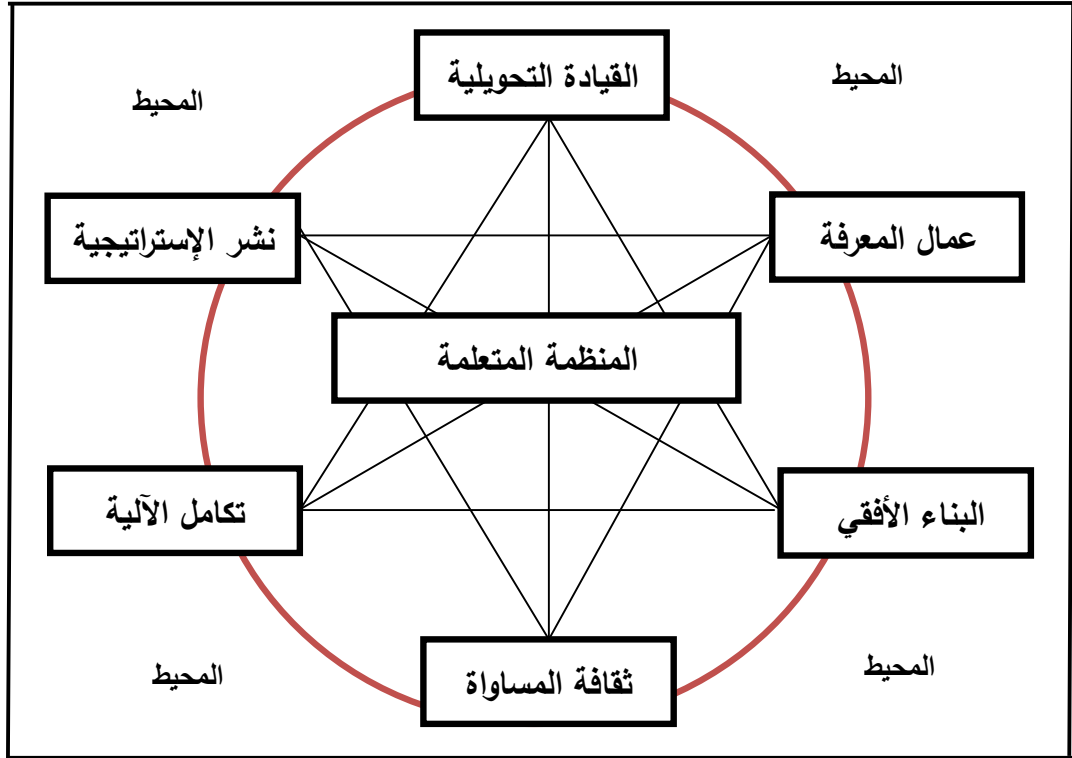 القيادة التحويلية
المحيط
المحيط
عمال المعرفة
نشر الإستراتيجية
المنظمة المتعلمة
البناء الأفقي
تكامل الآلية
ثقافة المساواة
المحيط
المحيط